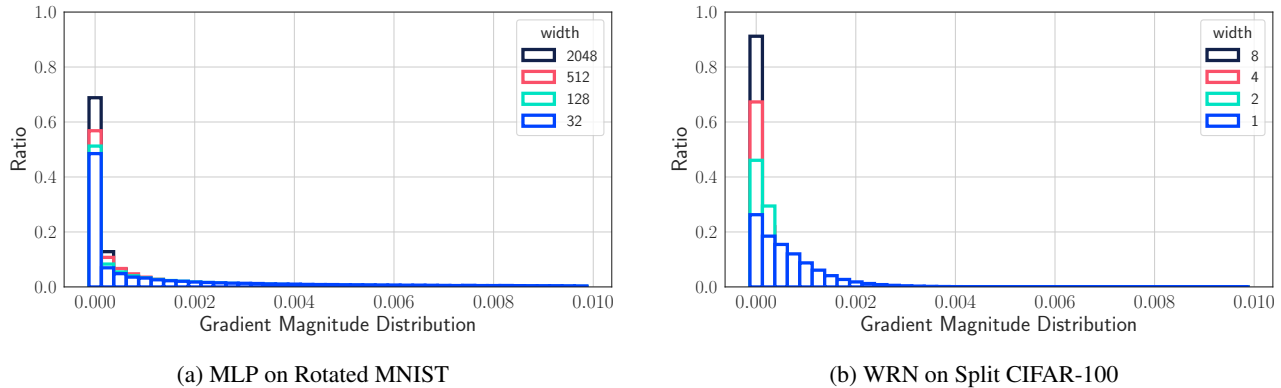 1.0
0.8
0.6
0.4
0.2
0.0
Ratio
0.000 0.002 0.004 0.006 0.008 0.010
Gradient Magnitude Distribution
width
2048
512
128
32
(a) MLP on Rotated MNIST
1.0
0.8
0.6
0.4
0.2
0.0
Ratio
0.000 0.002 0.004 0.006 0.008 0.010
Gradient Magnitude Distribution
width
8
4
2
1
(b) WRN on Split CIFAR-100